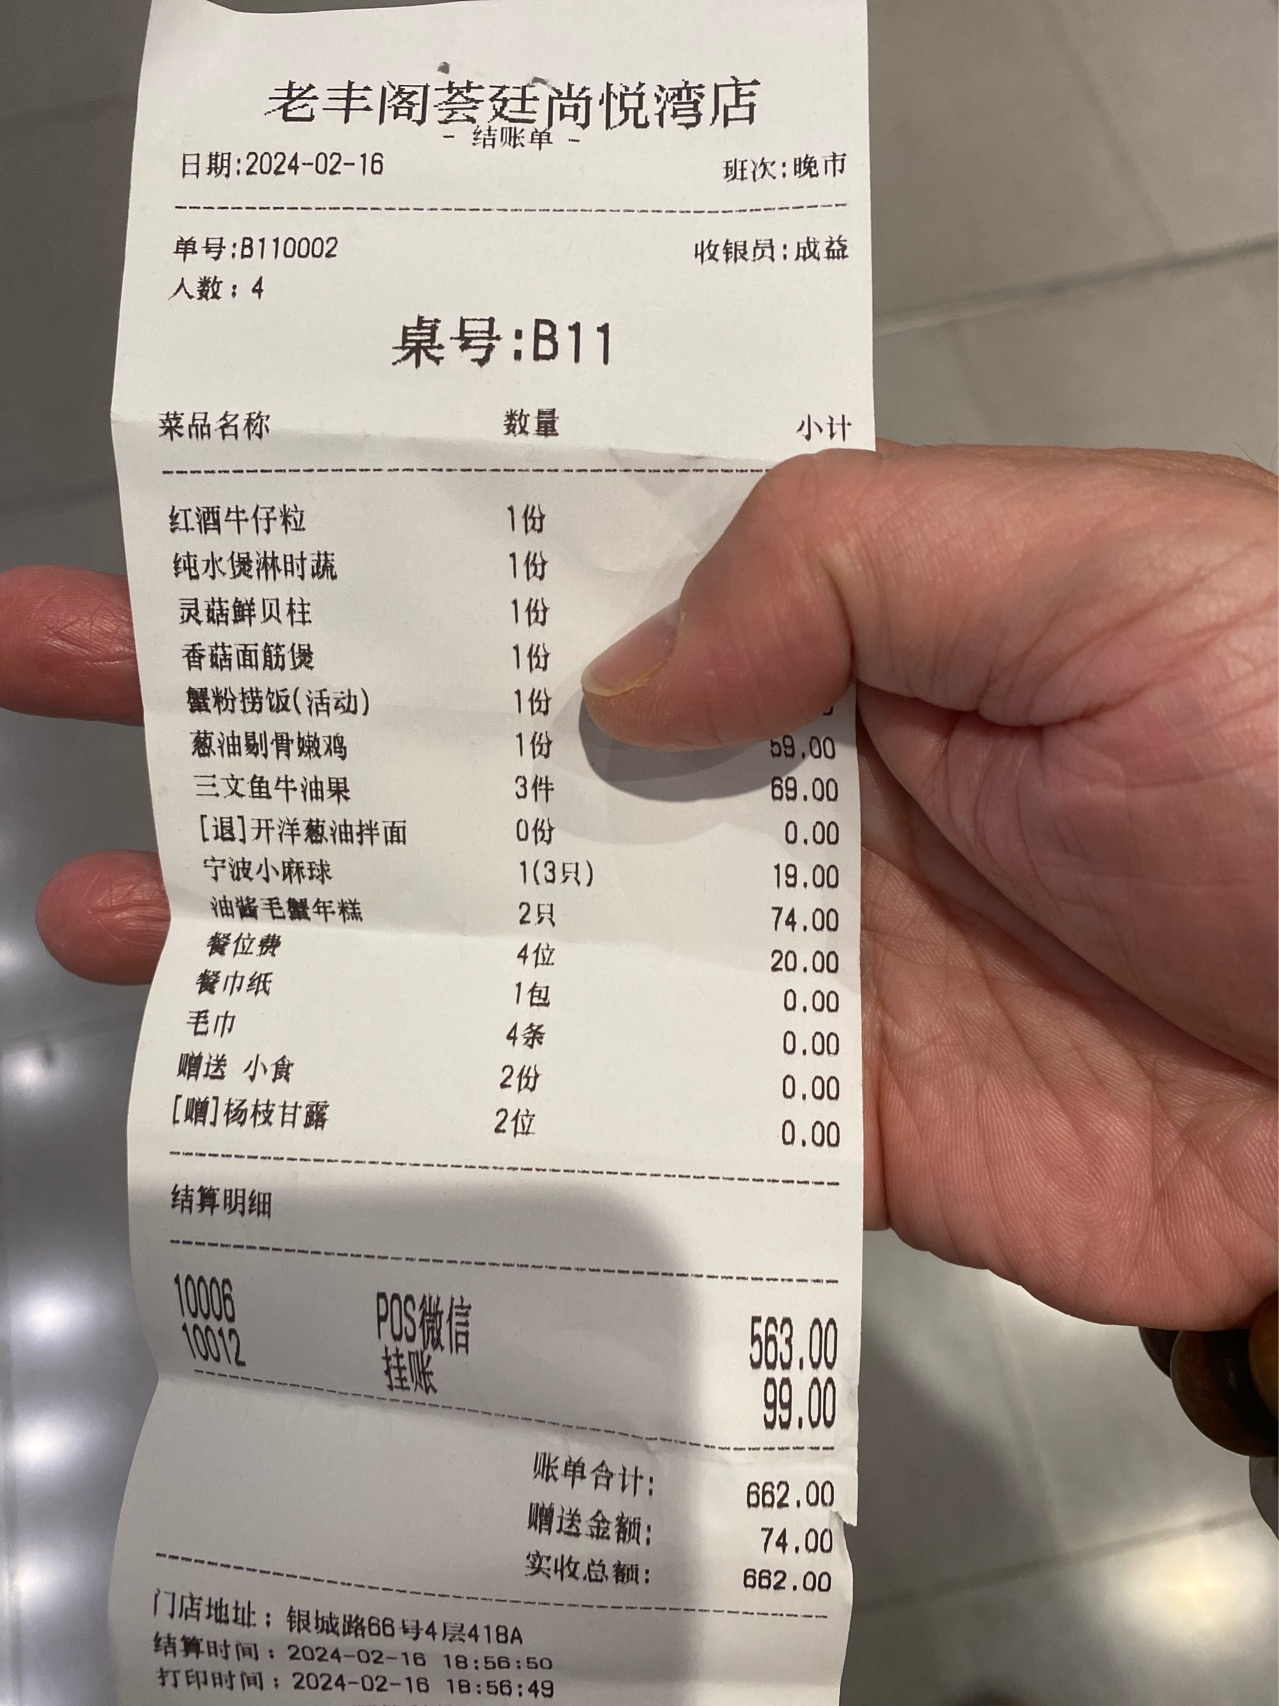 老丰阁荟廷尚悦湾店
- 结账单 -
日期:2024-02-16 班次:晚市
单号:B110002 收银员:成益
人数: 4
桌号:B11
菜品名称 数量 小计
红酒牛仔粒 1份
纯水煲淋时蔬 1份
灵菇鲜贝柱 1份
香菇面筋煲 1份
蟹粉捞饭(活动) 1份
葱油剔骨嫩鸡 1份 59.00
三文鱼牛油果 3件 69.00
[退]开洋葱油拌面 0份 0.00
宁波小麻球 1(3只) 19.00
油酱毛蟹年糕 2只 74.00
餐位费 4位 20.00
餐巾纸 1包 0.00
毛巾 4条 0.00
赠送 小食 2份 0.00
[赠]杨枝甘露 2位 0.00
结算明细
10006 POS微信 563.00
10012 挂账 99.00
账单合计: 662.00
赠送金额: 74.00
实收总额: 662.00
门店地址: 银城路66号4层418A
结算时间: 2024-02-16 18:56:50
打印时间: 2024-02-16 18:56:49